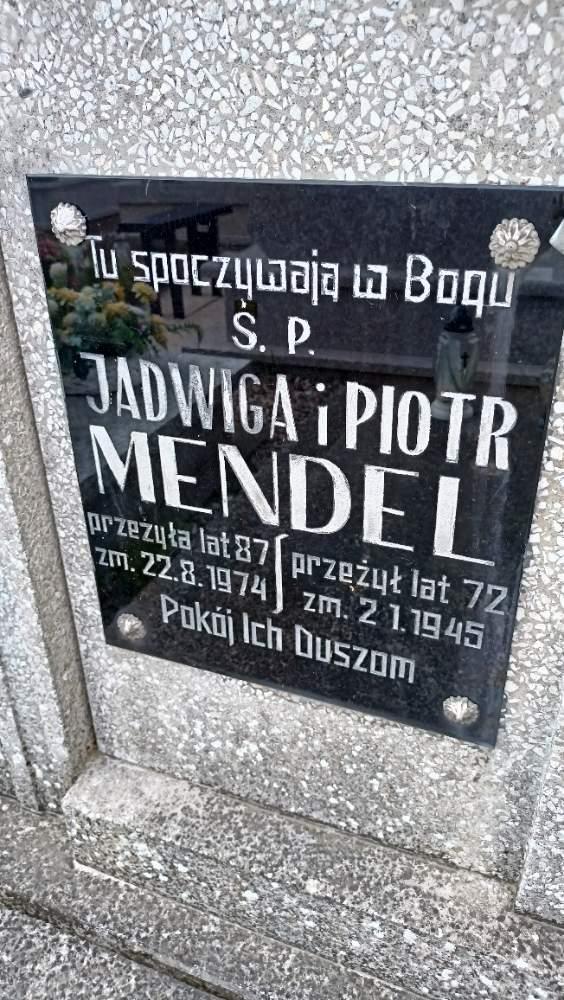 Tu spoczywają w Bogu
Ś. P.
JADWIGA i PIOTR
MENDEL
przeżyła lat 87 przeżył lat 72
zm. 22.8.1974 zm. 2 1.1945
Pokój Ich Duszom